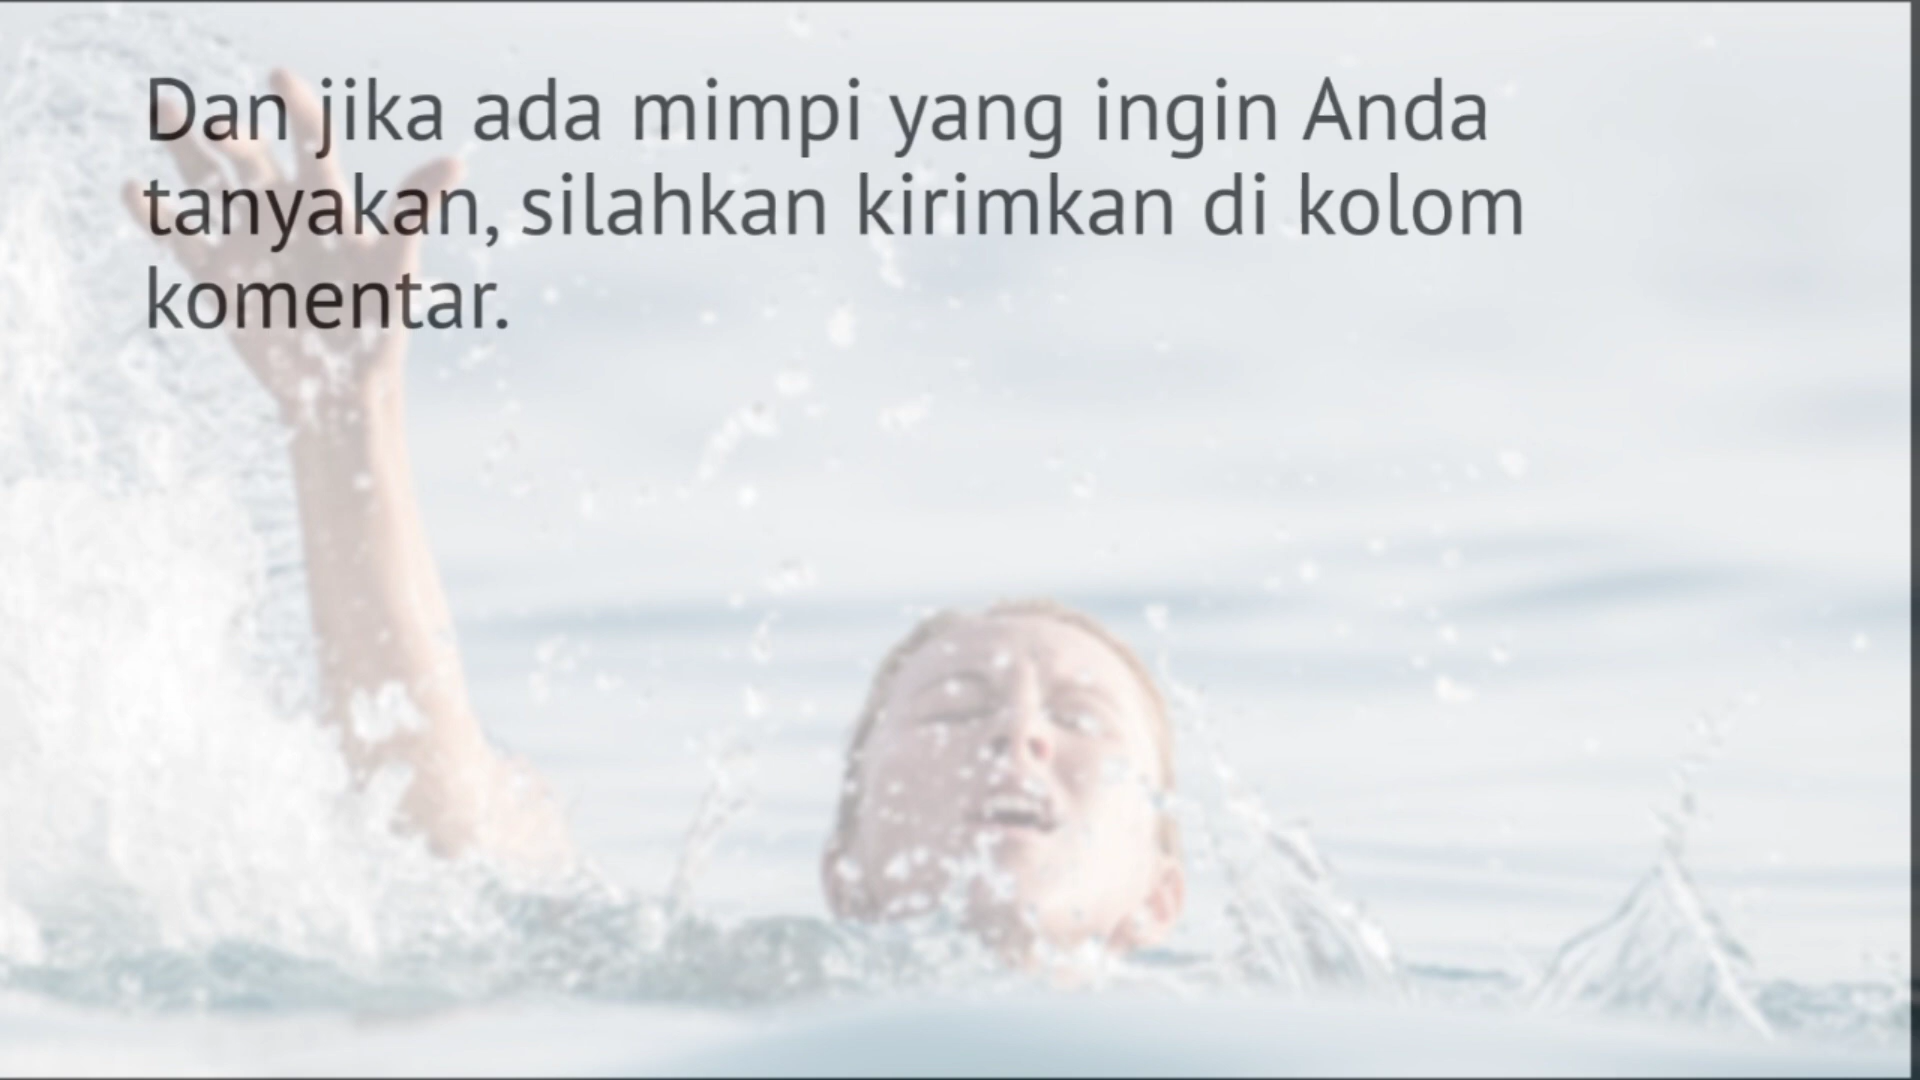 Dan jika ada mimpi yang ingin Anda
tanyakan, silahkan kirimkan di kolom
komentar.